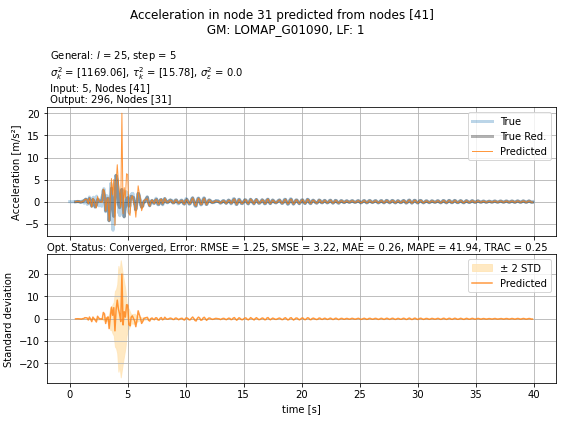 Acceleration in node 31 predicted from nodes [41]
GM: LOMAP_G01090, LF: 1
General: l = 25, step = 5
σ²ₖ = [1169.06], τ²ₖ = [15.78], σ²ε = 0.0
Input: 5, Nodes [41]
Output: 296, Nodes [31]
Acceleration [m/s²]
20
15
10
5
0
−5
True
True Red.
Predicted
Opt. Status: Converged, Error: RMSE = 1.25, SMSE = 3.22, MAE = 0.26, MAPE = 41.94, TRAC = 0.25
Standard deviation
20
10
0
−10
−20
± 2 STD
Predicted
0 5 10 15 20 25 30 35 40
time [s]